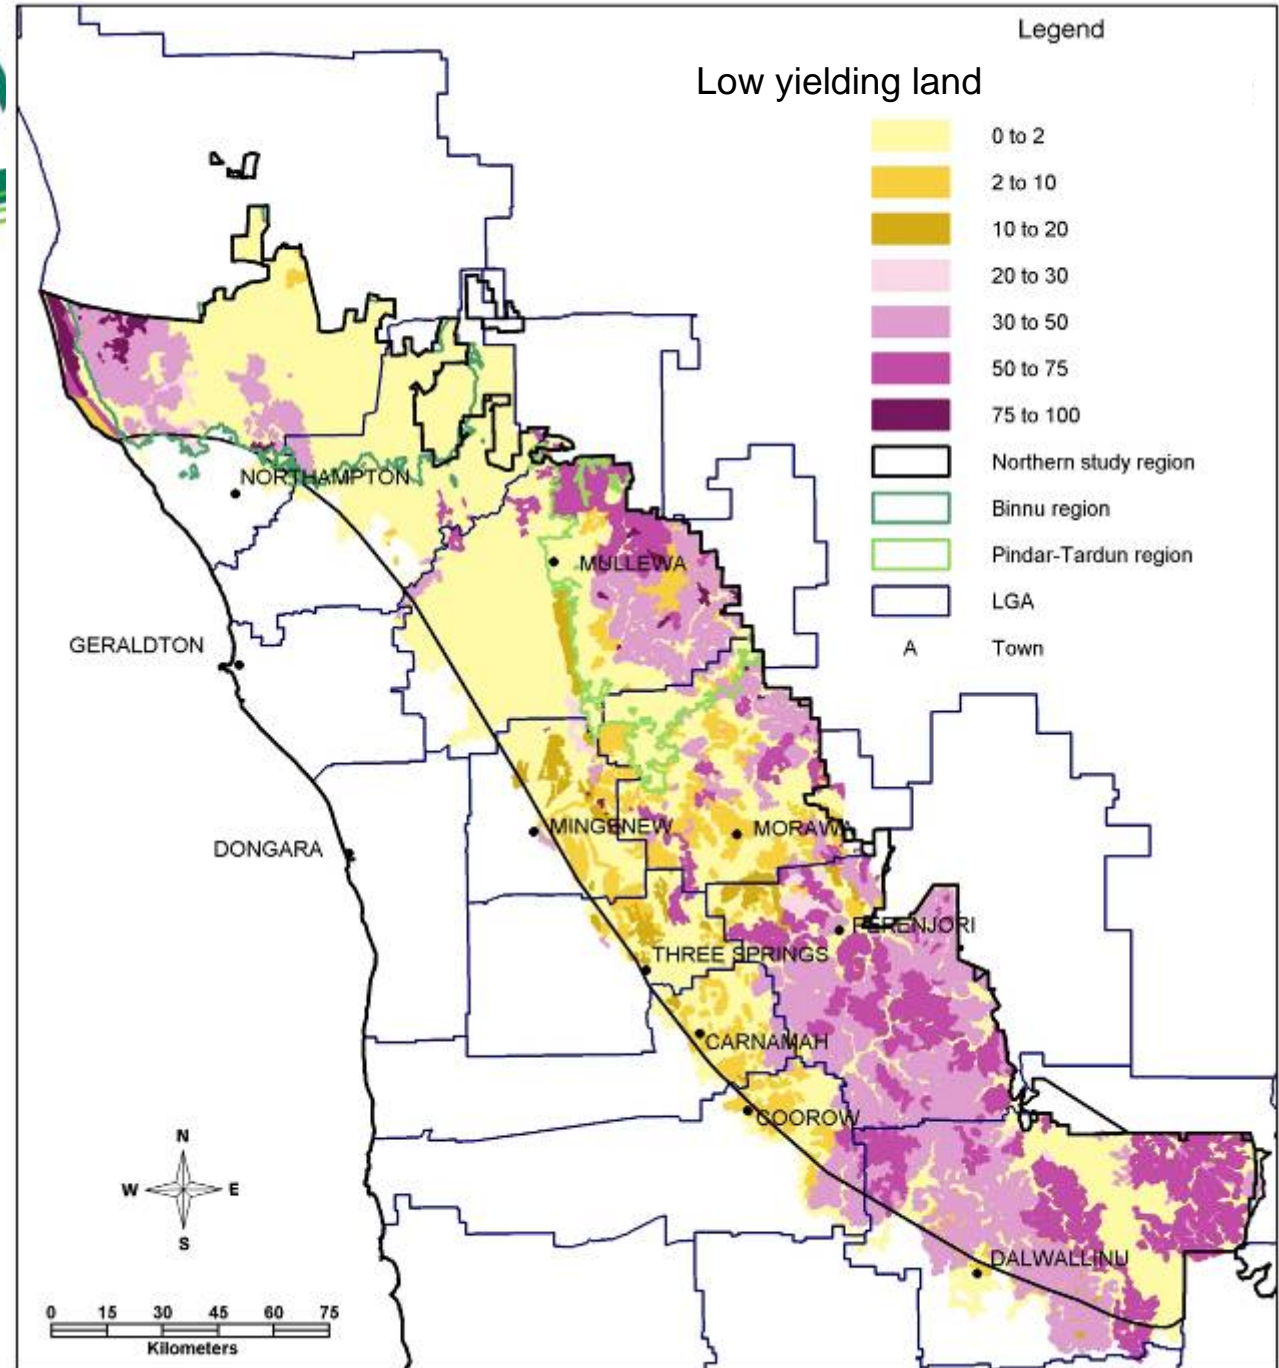 Legend
Low yielding land
0 to 2
2 to 10
10 to 20
20 to 30
30 to 50
50 to 75
75 to 100
Northern study region
Binnu region
Pindar-Tardun region
LGA
A Town
NORTHAMPTON
MULLEWA
GERALDTON
MINGENEW
MORAWA
DONGARA
PERENJORI
THREE SPRINGS
CARNAMAH
COOROW
DALWALLINU
N
W E
S
0 15 30 45 60 75
Kilometers